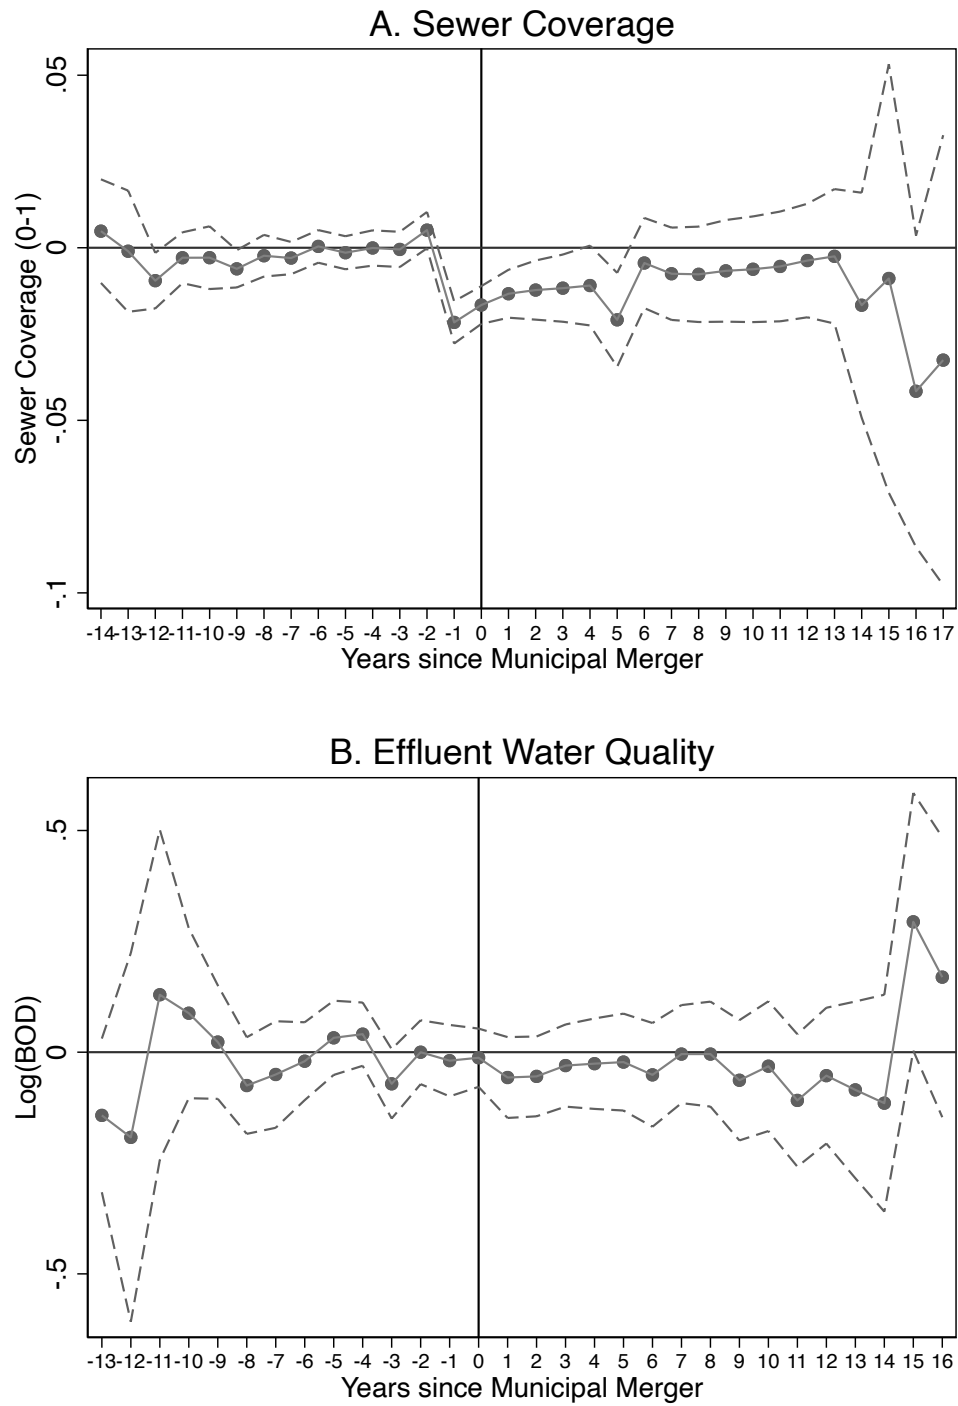 A. Sewer Coverage
Sewer Coverage (0-1)
.05
0
-.05
-.1
-14 -13 -12 -11 -10 -9 -8 -7 -6 -5 -4 -3 -2 -1 0 1 2 3 4 5 6 7 8 9 10 11 12 13 14 15 16 17
Years since Municipal Merger
B. Effluent Water Quality
Log(BOD)
.5
0
-.5
-13 -12 -11 -10 -9 -8 -7 -6 -5 -4 -3 -2 -1 0 1 2 3 4 5 6 7 8 9 10 11 12 13 14 15 16
Years since Municipal Merger